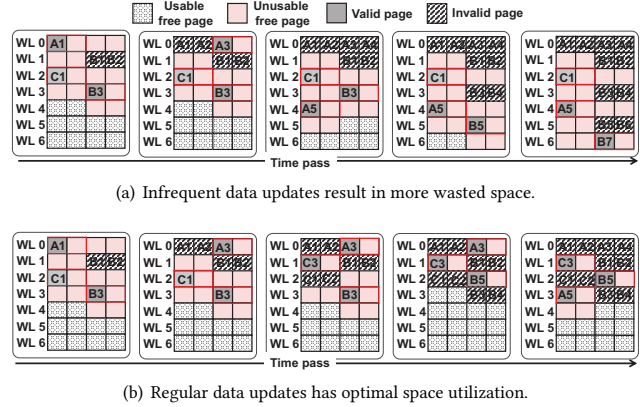 Usable free page
Unusable free page
Valid page
Invalid page
WL 0 A1 WL 0 A1 A2 A3 WL 0 A1 A2 A3 A4 WL 0 A1 A2 A3 A4 WL 0 A1 A2 A3 A4
WL 1 B1 B2 WL 1 B1 B2 WL 1 B1 B2 WL 1 B1 B2 WL 1 B1 B2
WL 2 C1 WL 2 C1 WL 2 C1 WL 2 C1 WL 2 C1
WL 3 B3 WL 3 B3 WL 3 B3 WL 3 B3 B4 WL 3 B3 B4
WL 4 WL 4 WL 4 A5 WL 4 A5 WL 4 A5
WL 5 WL 5 WL 5 WL 5 B5 WL 5 B5 B6
WL 6 WL 6 WL 6 WL 6 WL 6 B7
Time pass
(a) Infrequent data updates result in more wasted space.
WL 0 A1 WL 0 A1 A2 A3 WL 0 A1 A2 A3 WL 0 A1 A2 A3 WL 0 A1 A2 A3 A4
WL 1 B1 B2 WL 1 B1 B2 WL 1 C3 B1 B2 WL 1 C3 B1 B2 WL 1 C3 B1 B2
WL 2 C1 WL 2 C1 WL 2 C1 C2 WL 2 C1 C2 B5 WL 2 C1 C2 B5
WL 3 B3 WL 3 B3 WL 3 B3 WL 3 B3 B4 WL 3 A5 B3 B4
WL 4 WL 4 WL 4 WL 4 WL 4
WL 5 WL 5 WL 5 WL 5 WL 5
WL 6 WL 6 WL 6 WL 6 WL 6
Time pass
(b) Regular data updates has optimal space utilization.